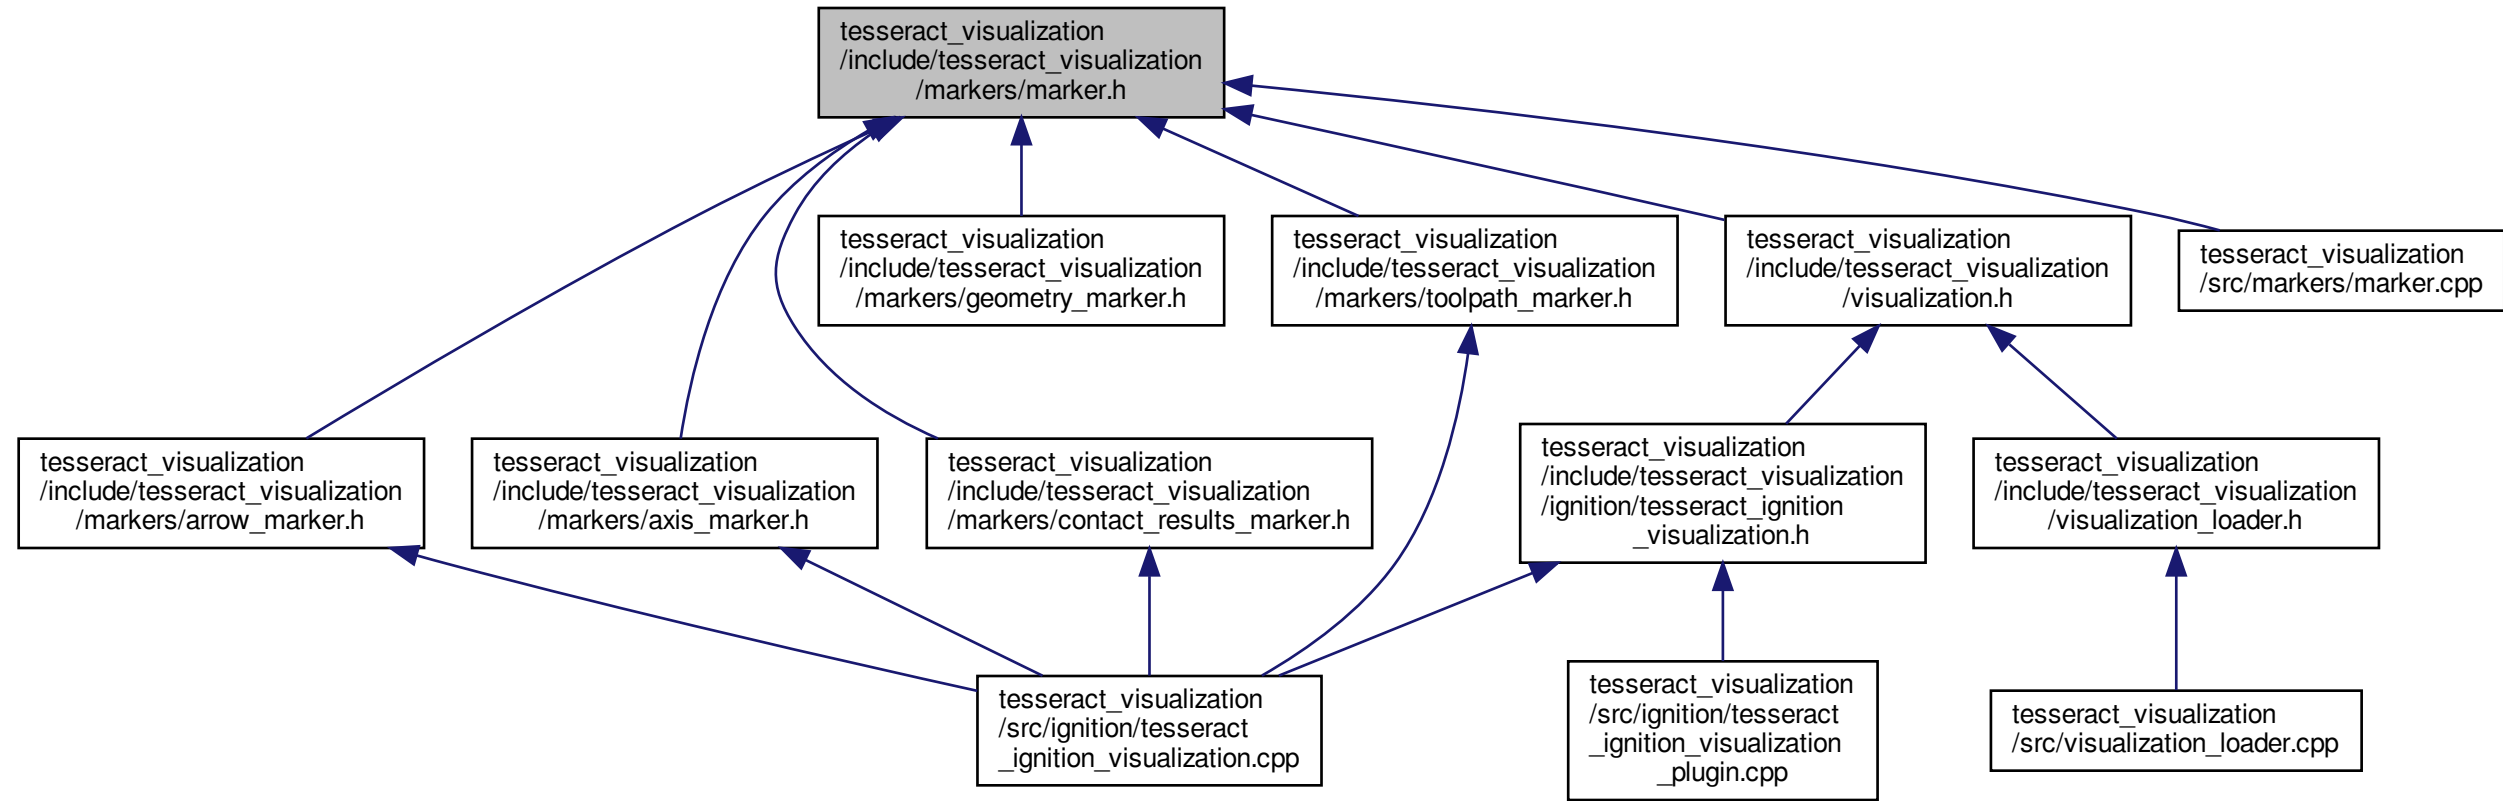 tesseract_visualization
/include/tesseract_visualization
/markers/marker.h
tesseract_visualization
/include/tesseract_visualization
/markers/geometry_marker.h
tesseract_visualization
/include/tesseract_visualization
/markers/toolpath_marker.h
tesseract_visualization
/include/tesseract_visualization
/visualization.h
tesseract_visualization
/src/markers/marker.cpp
tesseract_visualization
/include/tesseract_visualization
/markers/arrow_marker.h
tesseract_visualization
/include/tesseract_visualization
/markers/axis_marker.h
tesseract_visualization
/include/tesseract_visualization
/markers/contact_results_marker.h
tesseract_visualization
/include/tesseract_visualization
/ignition/tesseract_ignition
_visualization.h
tesseract_visualization
/include/tesseract_visualization
/visualization_loader.h
tesseract_visualization
/src/ignition/tesseract
_ignition_visualization.cpp
tesseract_visualization
/src/ignition/tesseract
_ignition_visualization
_plugin.cpp
tesseract_visualization
/src/visualization_loader.cpp